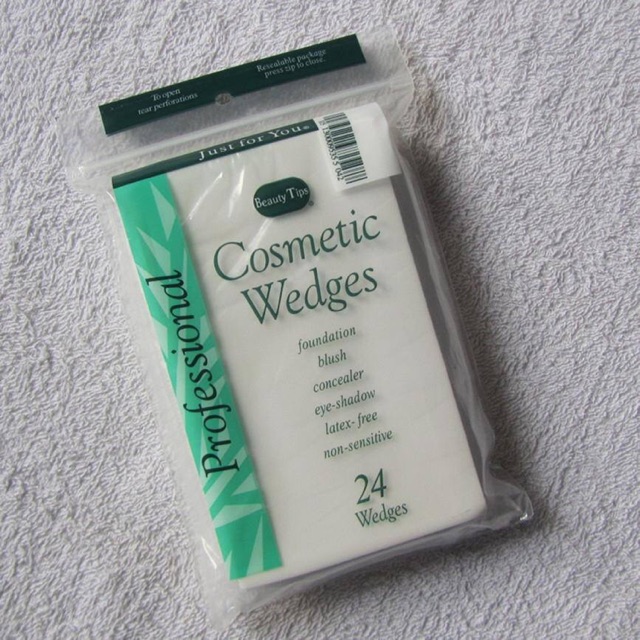 To open
tear perforations
Resealable package
press zip to close.
Just for You®
Beauty Tips®
Cosmetic
Wedges
Professional
foundation
blush
concealer
eye-shadow
latex-free
non-sensitive
24
Wedges